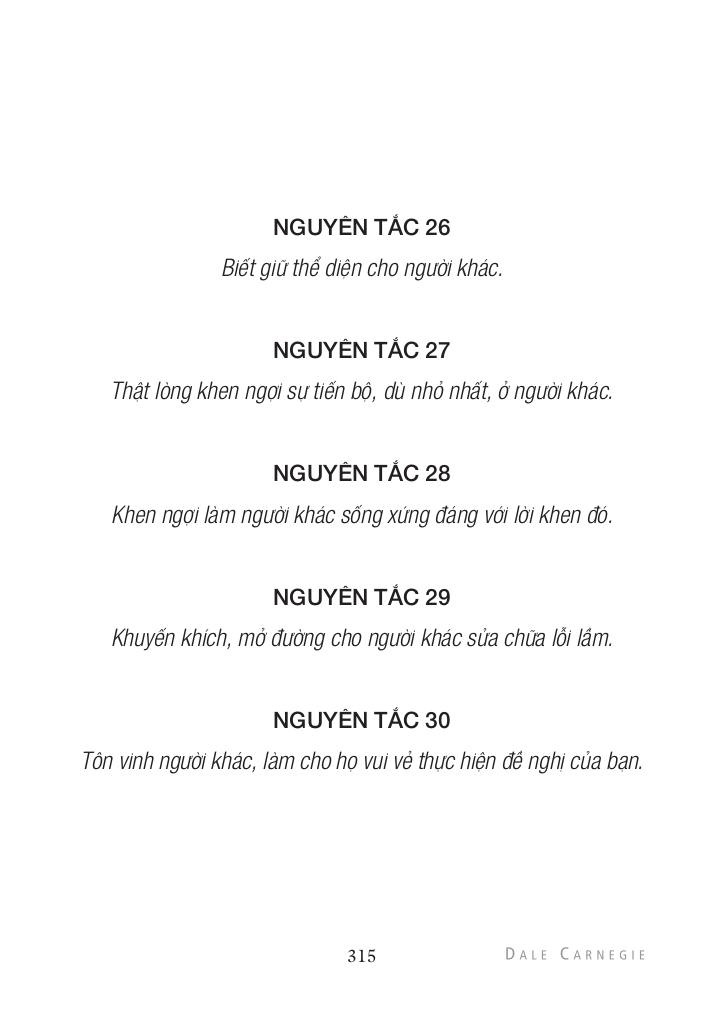 NGUYÊN TẮC 26
Biết giữ thể diện cho người khác.
NGUYÊN TẮC 27
Thật lòng khen ngợi sự tiến bộ, dù nhỏ nhất, ở người khác.
NGUYÊN TẮC 28
Khen ngợi làm người khác sống xứng đáng với lời khen đó.
NGUYÊN TẮC 29
Khuyến khích, mở đường cho người khác sửa chữa lỗi lầm.
NGUYÊN TẮC 30
Tôn vinh người khác, làm cho họ vui vẻ thực hiện đề nghị của bạn.
315 DALE CARNEGIE